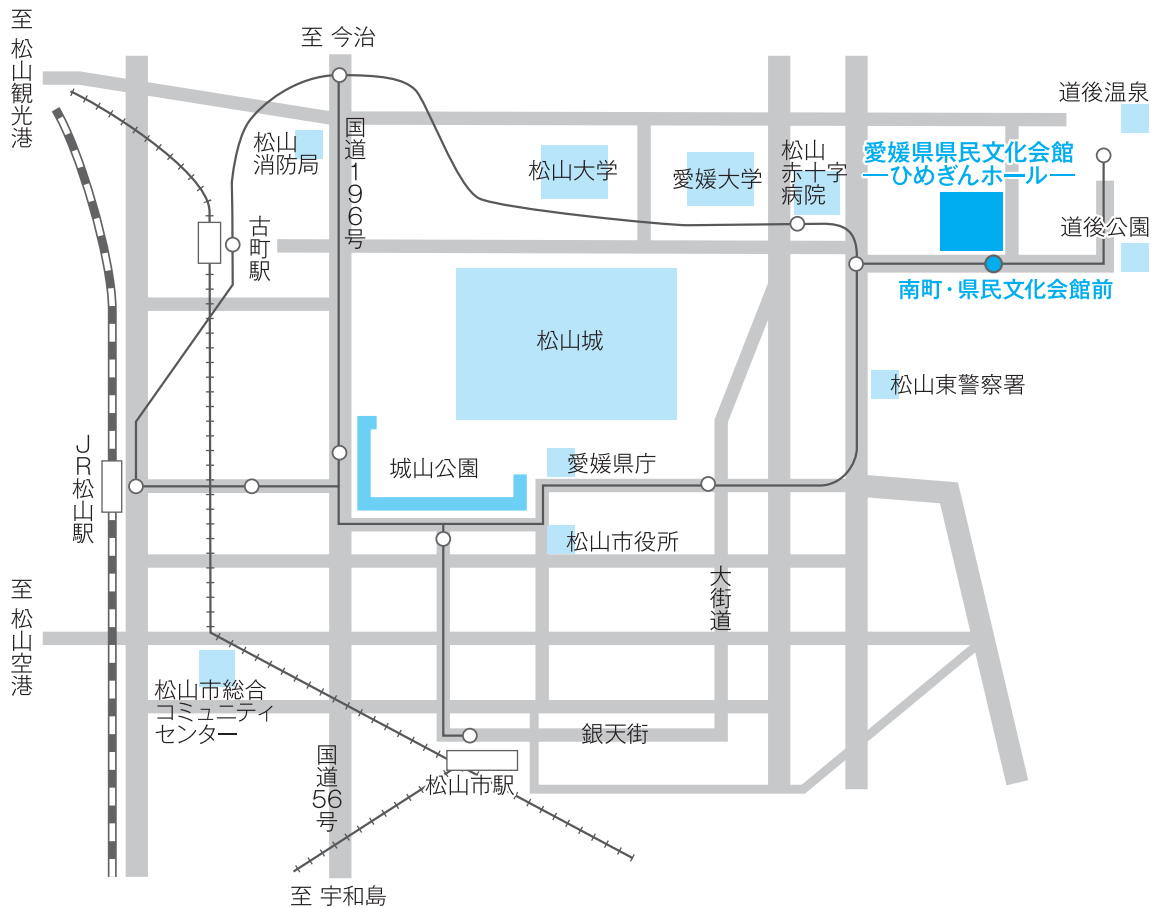 至 松山観光港
至 今治
国道196号
松山
消防局
松山大学
愛媛大学
松山
赤十字
病院
愛媛県県民文化会館
―ひめぎんホール―
道後温泉
道後公園
南町・県民文化会館前
古町駅
松山城
松山東警察署
JR松山駅
城山公園
愛媛県庁
松山市役所
大街道
至 松山空港
松山市総合
コミュニティ
センター
国道56号
銀天街
松山市駅
至 宇和島